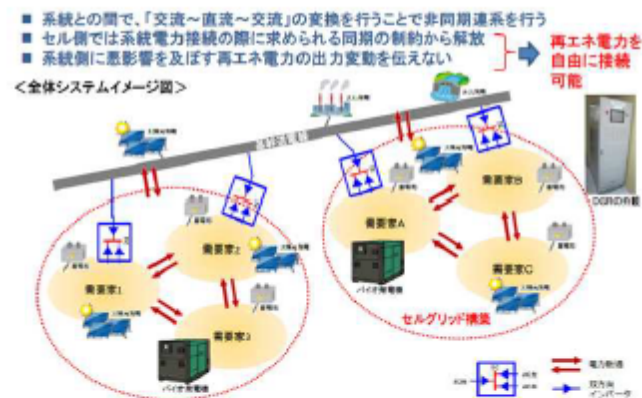 系統との間で、「交流~直流~交流」の変換を行うことで非同期連系を行う
セル側では系統電力接続の際に求められる同期の制約から解放
系統側に悪影響を及ぼす再エネ電力の出力変動を伝えない
再エネ電力を
自由に接続
可能
<全体システムイメージ図>
需要家B
需要家A
需要家2
需要家C
需要家1
需要家3
バイオ発電機
バイオ発電機
セルグリッド構築
DGRの外観
電力融通
双方向
インバータ